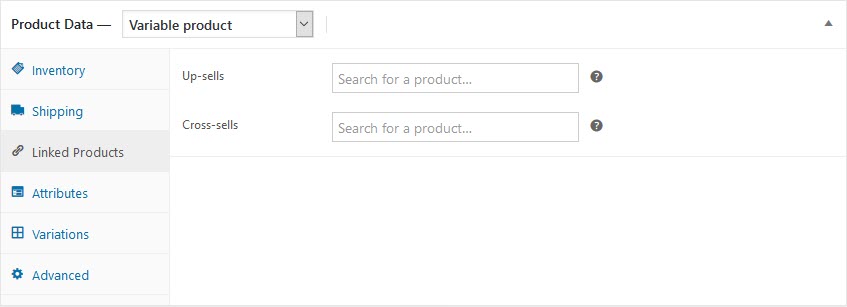 Product Data — Variable product
Inventory
Shipping
Linked Products
Attributes
Variations
Advanced
Up-sells Search for a product… ?
Cross-sells Search for a product… ?